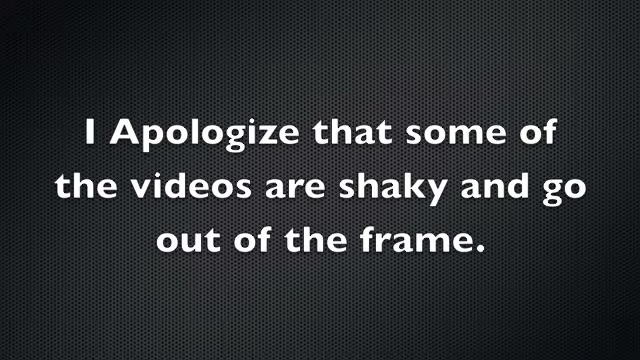 I Apologize that some of
the videos are shaky and go
out of the frame.